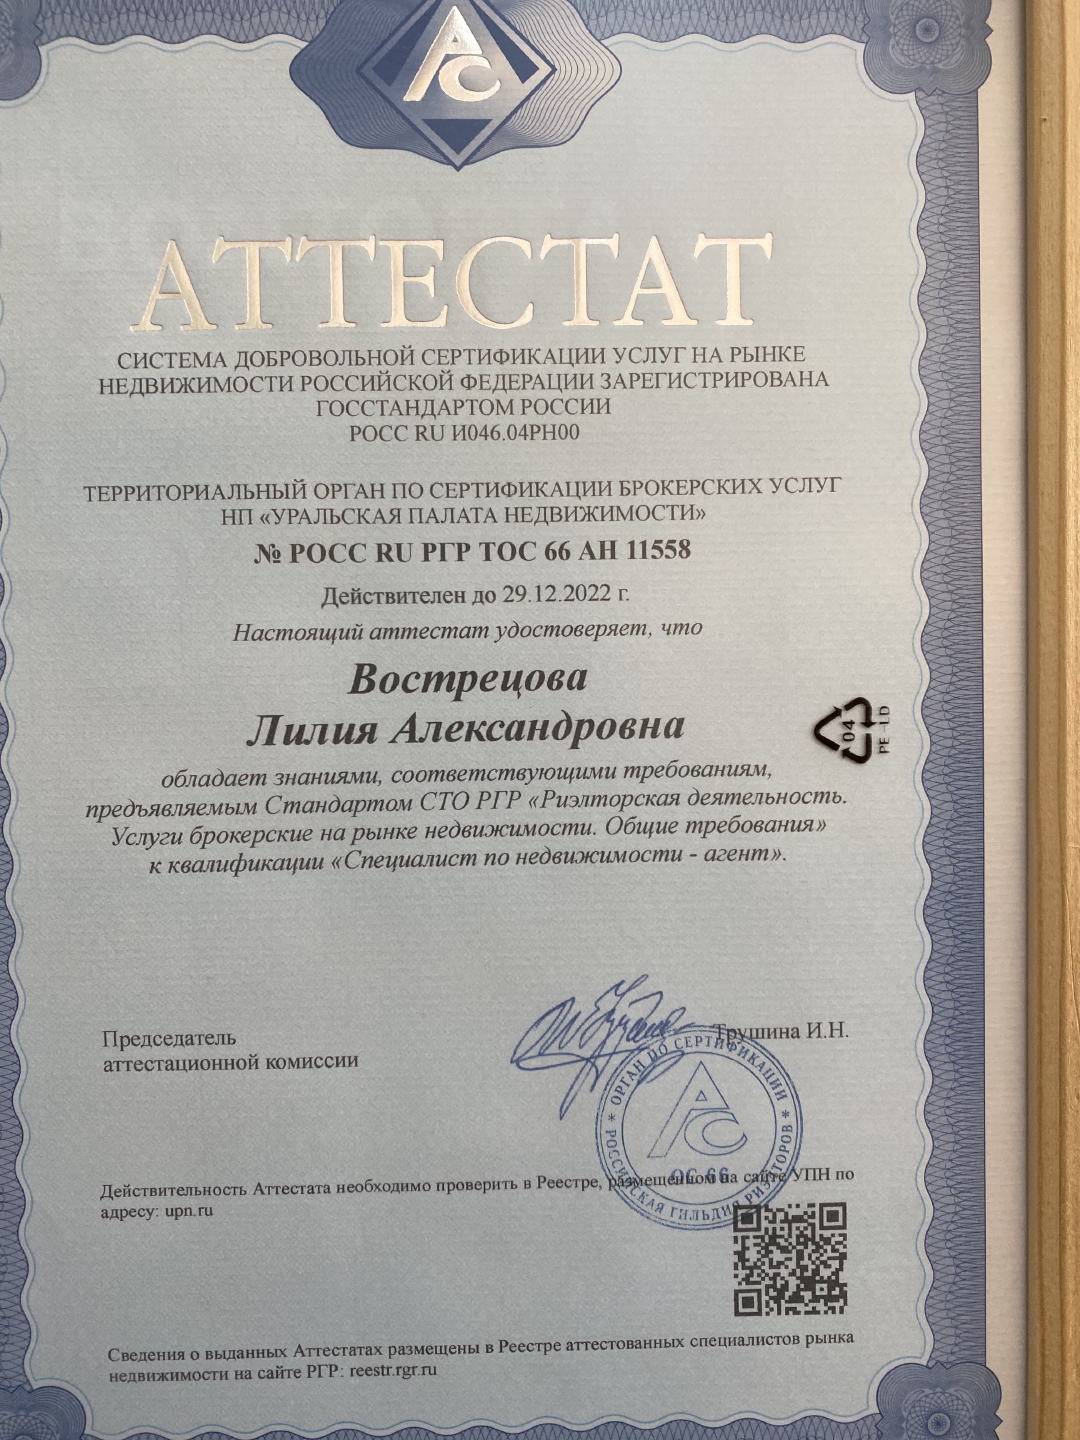 АС
АТТЕСТАТ
СИСТЕМА ДОБРОВОЛЬНОЙ СЕРТИФИКАЦИИ УСЛУГ НА РЫНКЕ
НЕДВИЖИМОСТИ РОССИЙСКОЙ ФЕДЕРАЦИИ ЗАРЕГИСТРИРОВАНА
ГОССТАНДАРТОМ РОССИИ
РОСС RU И046.04РН00
ТЕРРИТОРИАЛЬНЫЙ ОРГАН ПО СЕРТИФИКАЦИИ БРОКЕРСКИХ УСЛУГ
НП «УРАЛЬСКАЯ ПАЛАТА НЕДВИЖИМОСТИ»
№ РОСС RU РГР ТОС 66 АН 11558
Действителен до 29.12.2022 г.
Настоящий аттестат удостоверяет, что
Вострецова
Лилия Александровна
04
PE-LD
обладает знаниями, соответствующими требованиям,
предъявляемым Стандартом СТО РГР «Риэлторская деятельность.
Услуги брокерские на рынке недвижимости. Общие требования»
к квалификации «Специалист по недвижимости - агент».
Председатель
аттестационной комиссии
Трушина И.Н.
ОРГАН ПО СЕРТИФИКАЦИИ
РОССИЙСКАЯ ГИЛЬДИЯ РИЭЛТОРОВ
АС
ОС 66
Действительность Аттестата необходимо проверить в Реестре, размещенном на сайте УПН по
адресу: upn.ru
Сведения о выданных Аттестатах размещены в Реестре аттестованных специалистов рынка
недвижимости на сайте РГР: reestr.rgr.ru